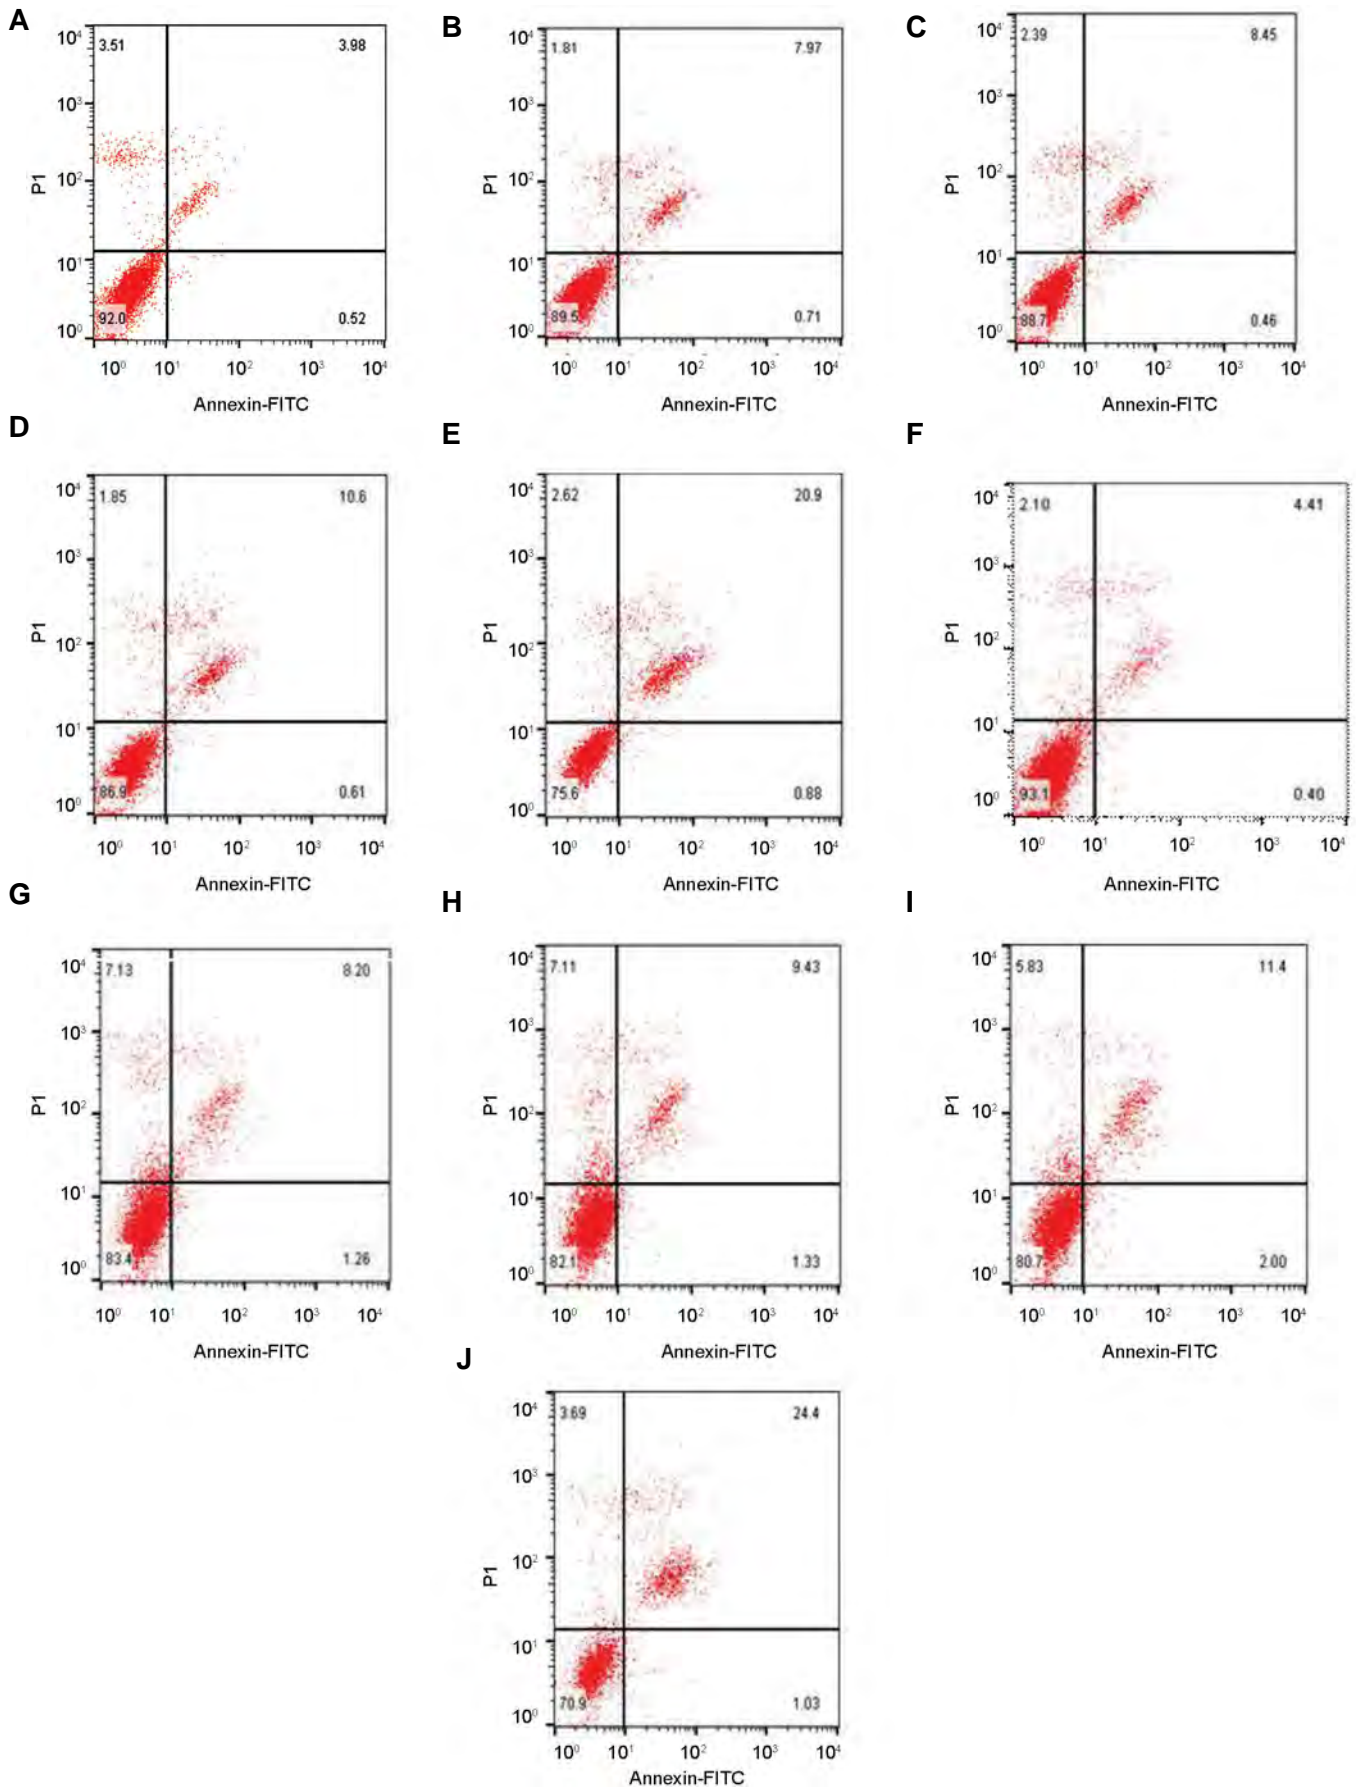 A
B
C
10⁴ 3.51 3.98
10³
10²
10¹
92.0 0.52
10⁰
P1
10⁰ 10¹ 10² 10³ 10⁴
Annexin-FITC
10⁴ 1.81 7.97
10³
10²
10¹
89.5 0.71
10⁰
P1
10⁰ 10¹ 10² 10³ 10⁴
Annexin-FITC
10⁴ 2.39 8.45
10³
10²
10¹
88.7 0.46
10⁰
P1
10⁰ 10¹ 10² 10³ 10⁴
Annexin-FITC
D
E
F
10⁴ 1.85 10.6
10³
10²
10¹
86.9 0.61
10⁰
P1
10⁰ 10¹ 10² 10³ 10⁴
Annexin-FITC
10⁴ 2.62 20.9
10³
10²
10¹
75.6 0.88
10⁰
P1
10⁰ 10¹ 10² 10³ 10⁴
Annexin-FITC
10⁴ 2.10 4.41
10³
10²
10¹
93.1 0.40
10⁰
P1
10⁰ 10¹ 10² 10³ 10⁴
Annexin-FITC
G
H
I
10⁴ 7.13 8.20
10³
10²
10¹
83.4 1.26
10⁰
P1
10⁰ 10¹ 10² 10³ 10⁴
Annexin-FITC
10⁴ 7.11 9.43
10³
10²
10¹
82.1 1.33
10⁰
P1
10⁰ 10¹ 10² 10³ 10⁴
Annexin-FITC
10⁴ 5.83 11.4
10³
10²
10¹
80.7 2.00
10⁰
P1
10⁰ 10¹ 10² 10³ 10⁴
Annexin-FITC
J
10⁴ 3.69 24.4
10³
10²
10¹
70.9 1.03
10⁰
P1
10⁰ 10¹ 10² 10³ 10⁴
Annexin-FITC